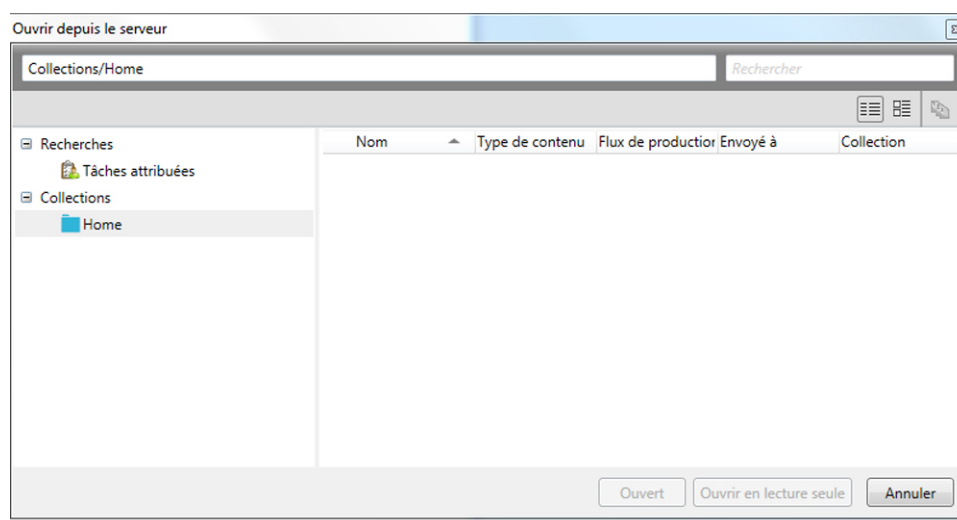 Ouvrir depuis le serveur
Collections/Home Rechercher
Recherches
Tâches attribuées
Collections
Home
Nom Type de contenu Flux de production Envoyé à Collection
Ouvert Ouvrir en lecture seule Annuler